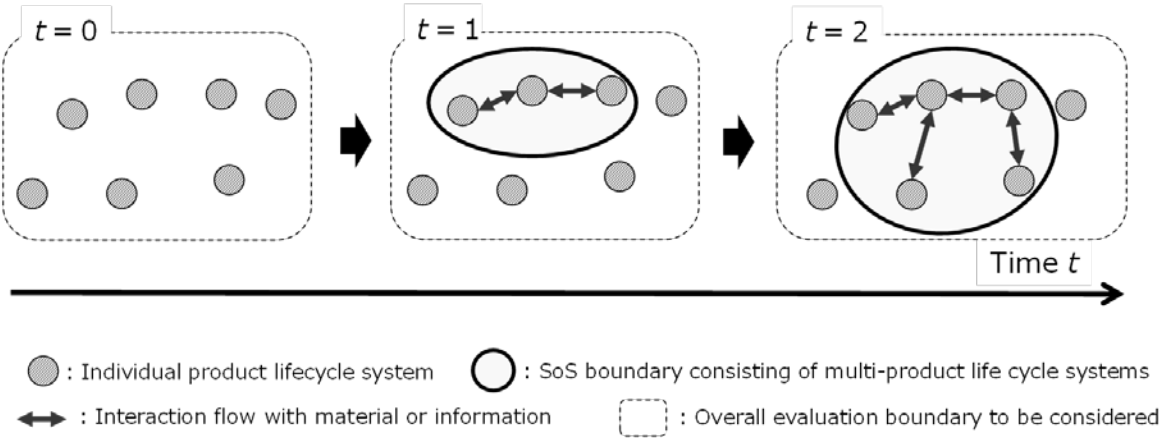 t = 0
t = 1
t = 2
Time t
: Individual product lifecycle system
: SoS boundary consisting of multi-product life cycle systems
: Interaction flow with material or information
: Overall evaluation boundary to be considered